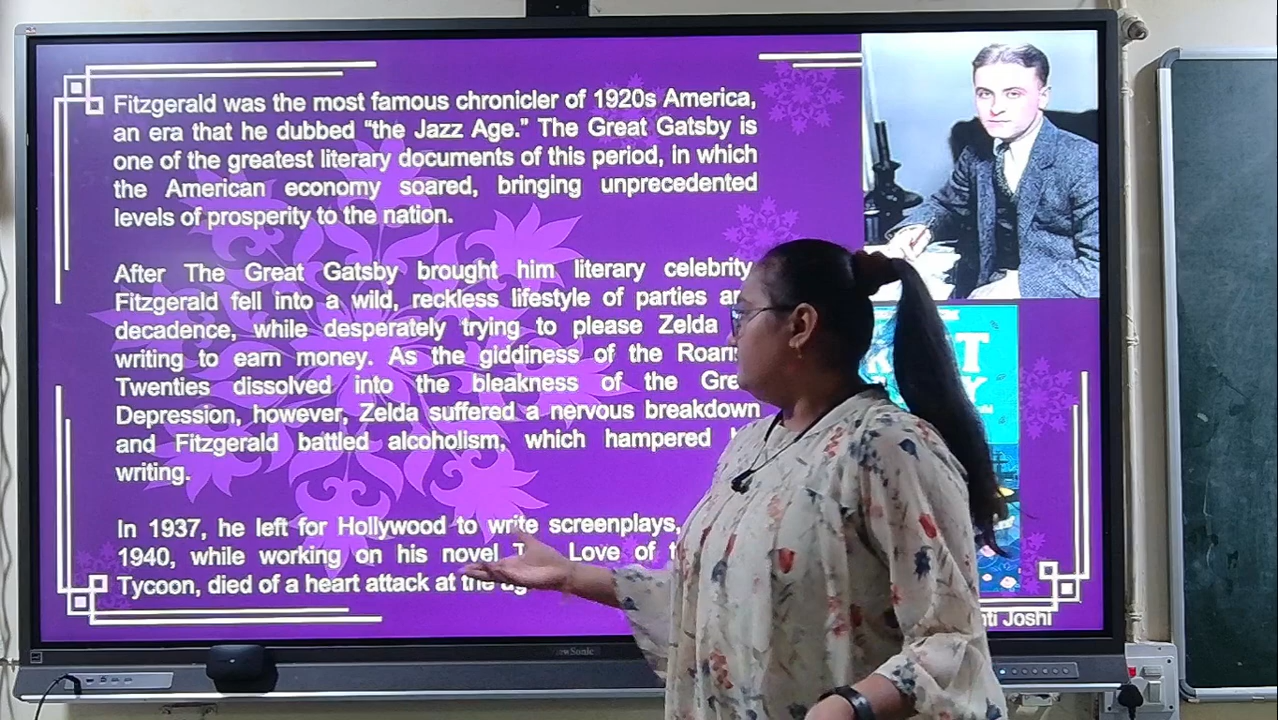 Fitzgerald was the most famous chronicler of 1920s America,
an era that he dubbed “the Jazz Age.” The Great Gatsby is
one of the greatest literary documents of this period, in which
the American economy soared, bringing unprecedented
levels of prosperity to the nation.
After The Great Gatsby brought him literary celebrity
Fitzgerald fell into a wild, reckless lifestyle of parties
decadence, while desperately trying to please Zelda
writing to earn money. As the giddiness of the
Twenties dissolved into the bleakness of the
Depression, however, Zelda suffered a nervous breakdown
and Fitzgerald battled alcoholism, which hampered
writing.
In 1937, he left for Hollywood to write screenplays,
1940, while working on his novel Love of
Tycoon, died of a heart attack at the
Joshi
ViewSonic